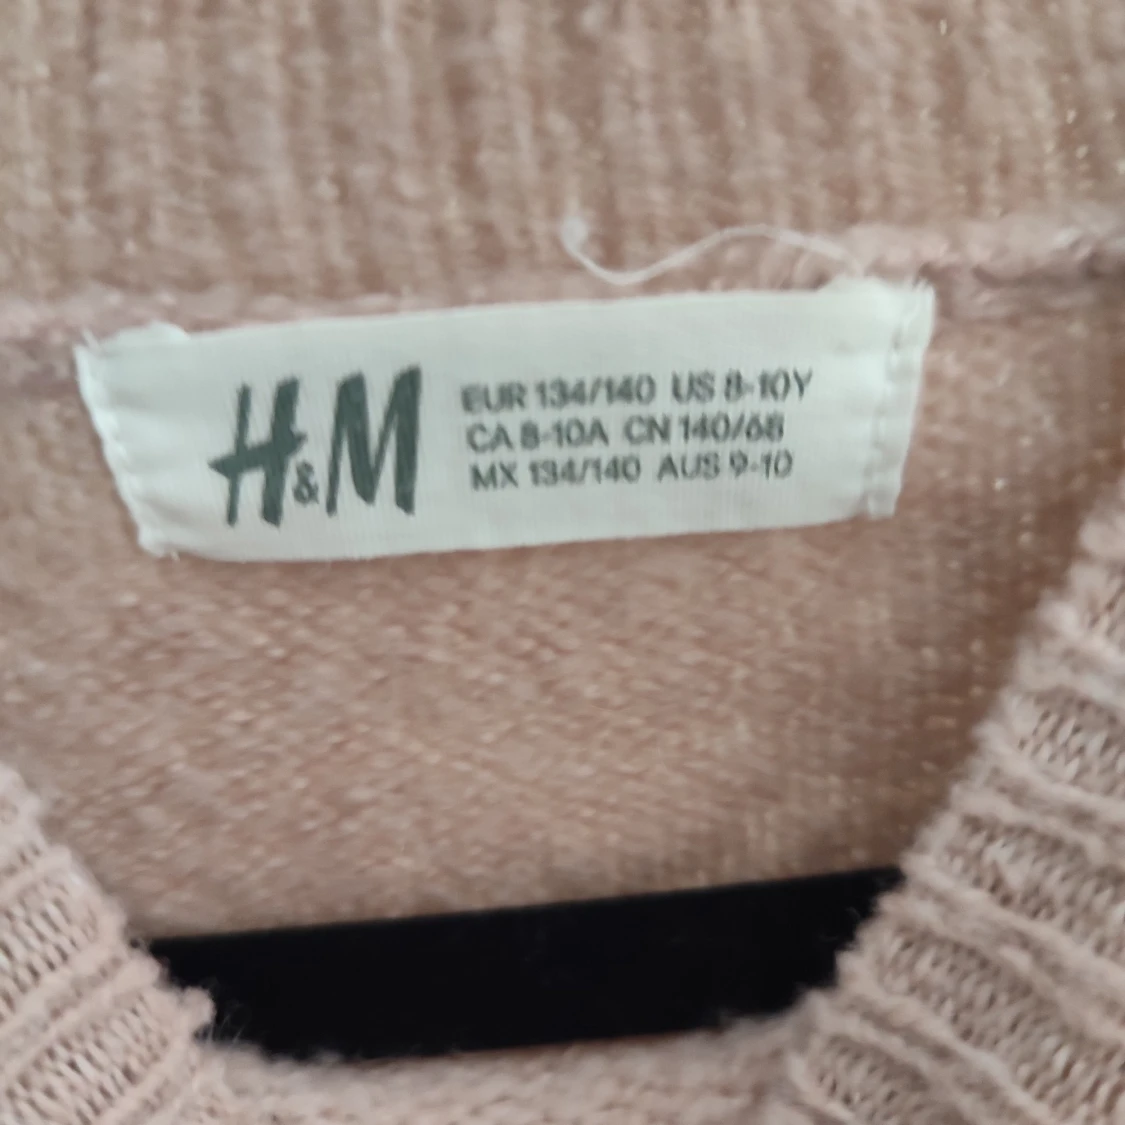 H&M
EUR 134/140 US 8-10Y
CA 8-10A CN 140/68
MX 134/140 AUS 9-10